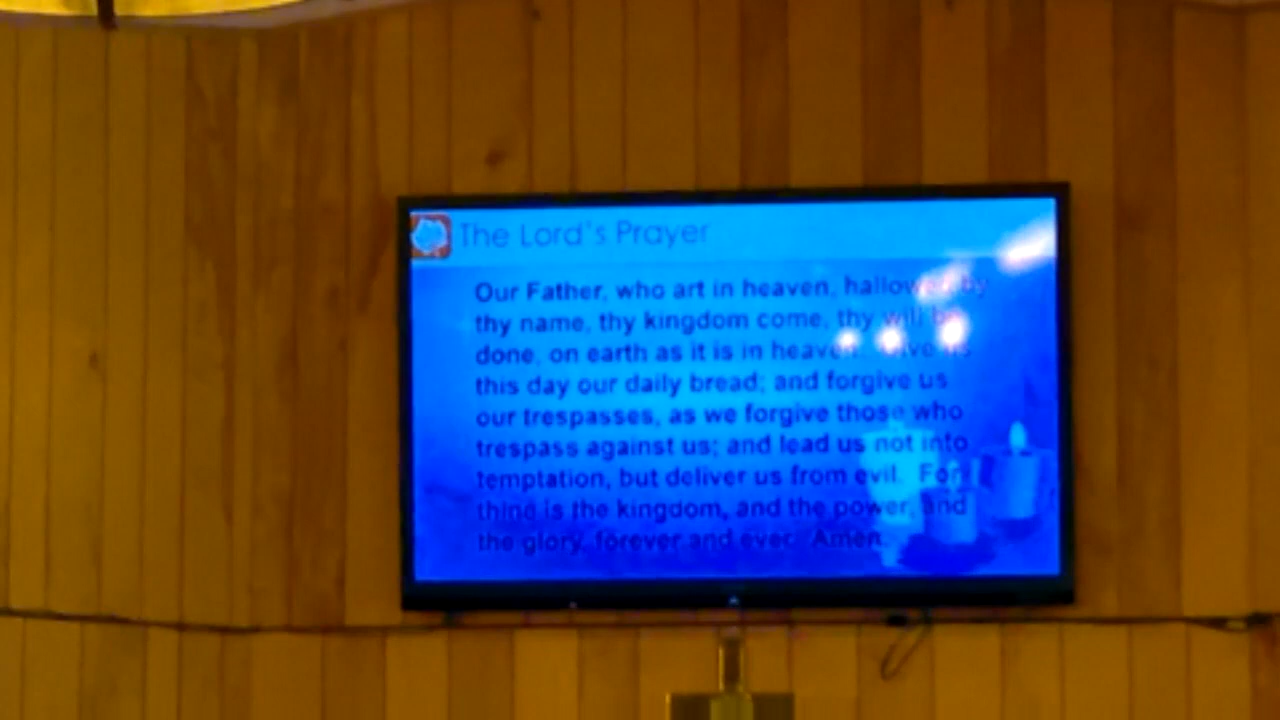 The Lord's Prayer
Our Father, who art in heaven, hallowed by
thy name, thy kingdom come, thy will be
done, on earth as it is in heaven. Give us
this day our daily bread; and forgive us
our trespasses, as we forgive those who
trespass against us; and lead us not into
temptation, but deliver us from evil. For
thing is the kingdom, and the power, and
the glory, forever and ever. Amen.